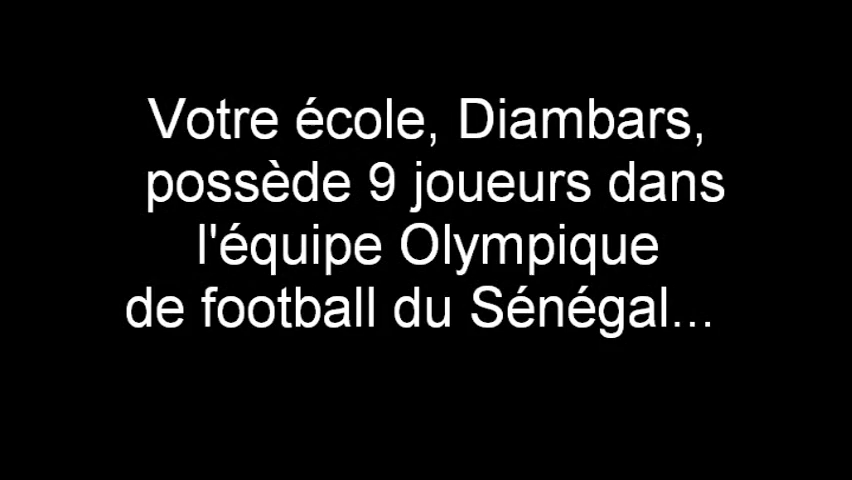 Votre école, Diambars,
possède 9 joueurs dans
l'équipe Olympique
de football du Sénégal...